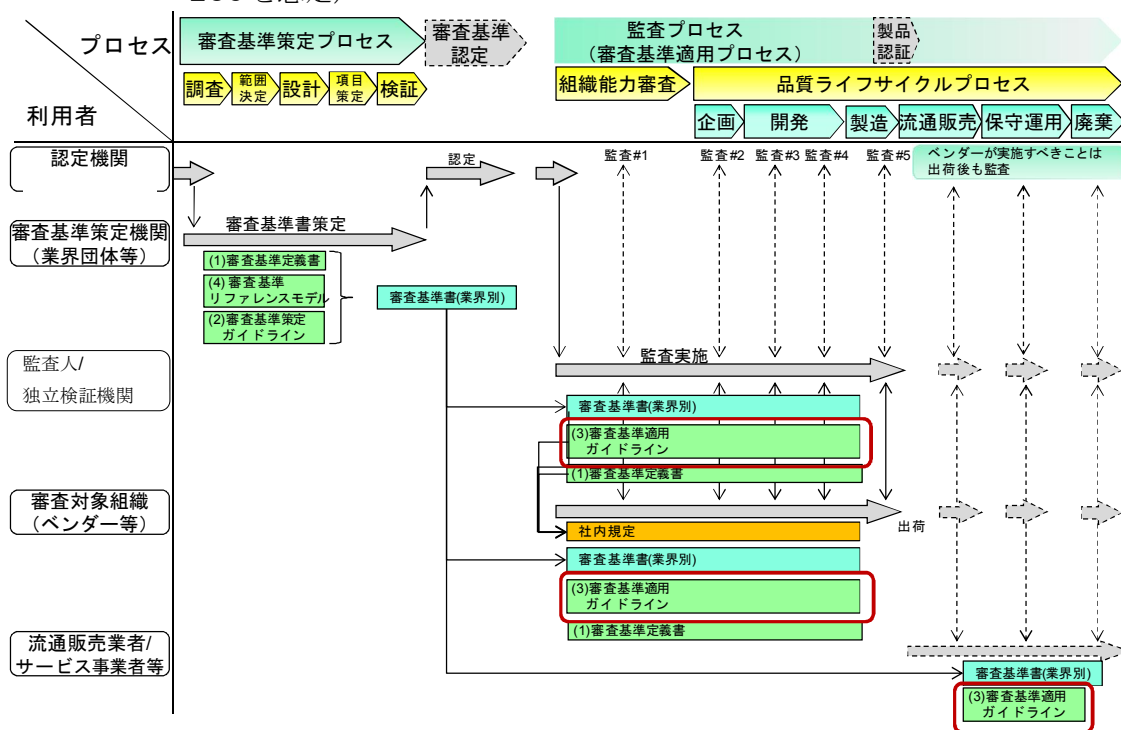 プロセス
利用者
審査基準策定プロセス
審査基準
認定
監査プロセス
（審査基準適用プロセス）
製品
認証
調査
範囲
決定
設計
項目
策定
検証
組織能力審査
品質ライフサイクルプロセス
企画
開発
製造
流通販売
保守運用
廃棄
認定機関
認定
監査#1
監査#2
監査#3
監査#4
監査#5
ベンダーが実施すべきことは
出荷後も監査
審査基準策定機関
（業界団体等）
審査基準書策定
(1)審査基準定義書
(4)審査基準
リファレンスモデル
(2)審査基準策定
ガイドライン
審査基準書(業界別)
監査人/
独立検証機関
監査実施
審査基準書(業界別)
(3)審査基準適用
ガイドライン
(1)審査基準定義書
審査対象組織
（ベンダー等）
出荷
社内規定
審査基準書(業界別)
(3)審査基準適用
ガイドライン
(1)審査基準定義書
流通販売業者/
サービス事業者等
審査基準書(業界別)
(3)審査基準適用
ガイドライン